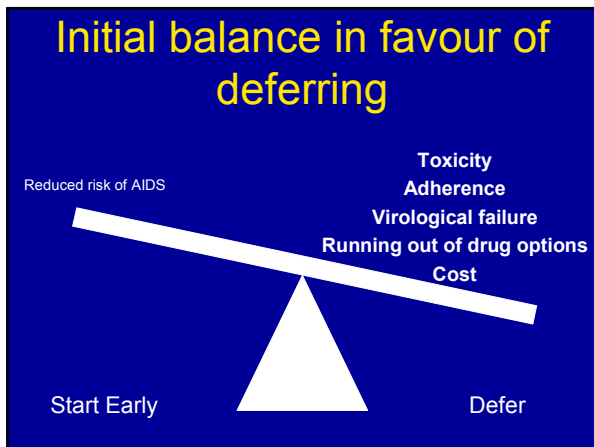 Initial balance in favour of
deferring
Reduced risk of AIDS
Toxicity
Adherence
Virological failure
Running out of drug options
Cost
Start Early
Defer